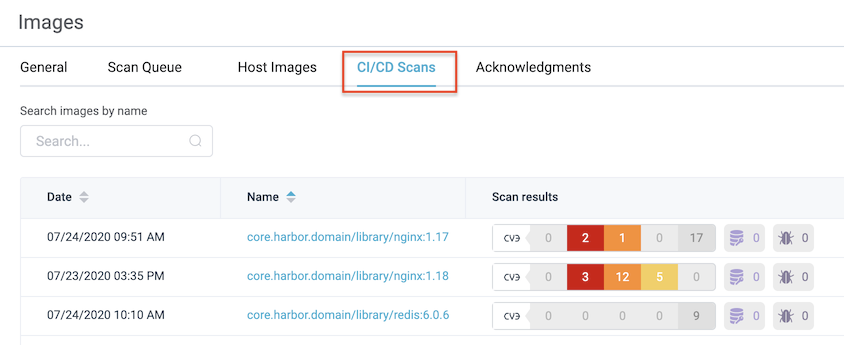 Images
General Scan Queue Host Images CI/CD Scans Acknowledgments
Search images by name
Search...
Date Name Scan results
07/24/2020 09:51 AM core.harbor.domain/library/nginx:1.17 CVE 0 2 1 0 17 0 0
07/23/2020 03:35 PM core.harbor.domain/library/nginx:1.18 CVE 0 3 12 5 0 0 0
07/24/2020 10:10 AM core.harbor.domain/library/redis:6.0.6 CVE 0 0 0 0 9 0 0